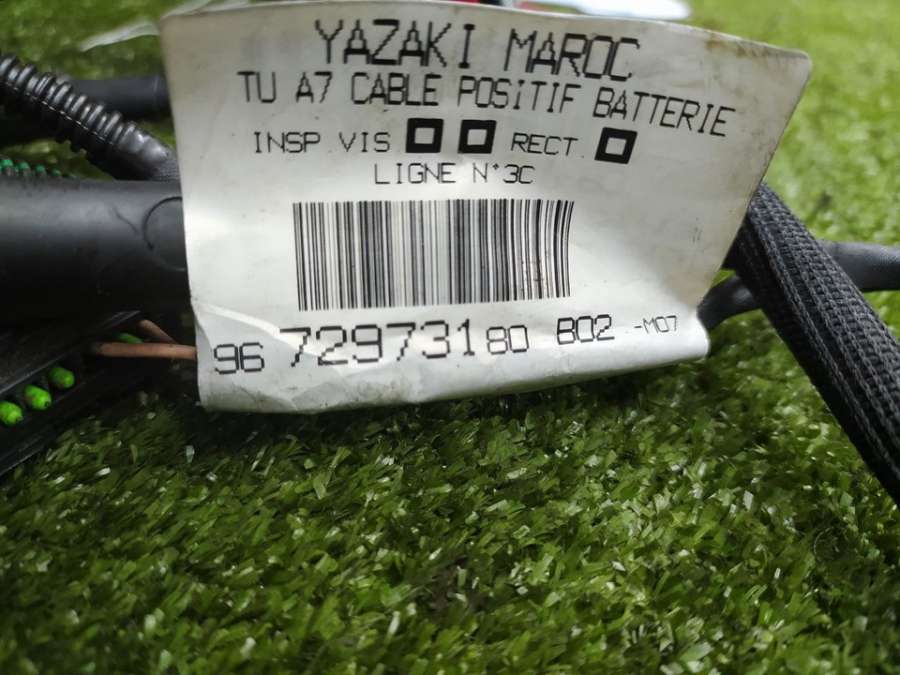 YAZAKI MAROC
TU A7 CABLE POSITIF BATTERIE
INSP VIS RECT
LIGNE N°3C
96 729731 80 B02 -M07